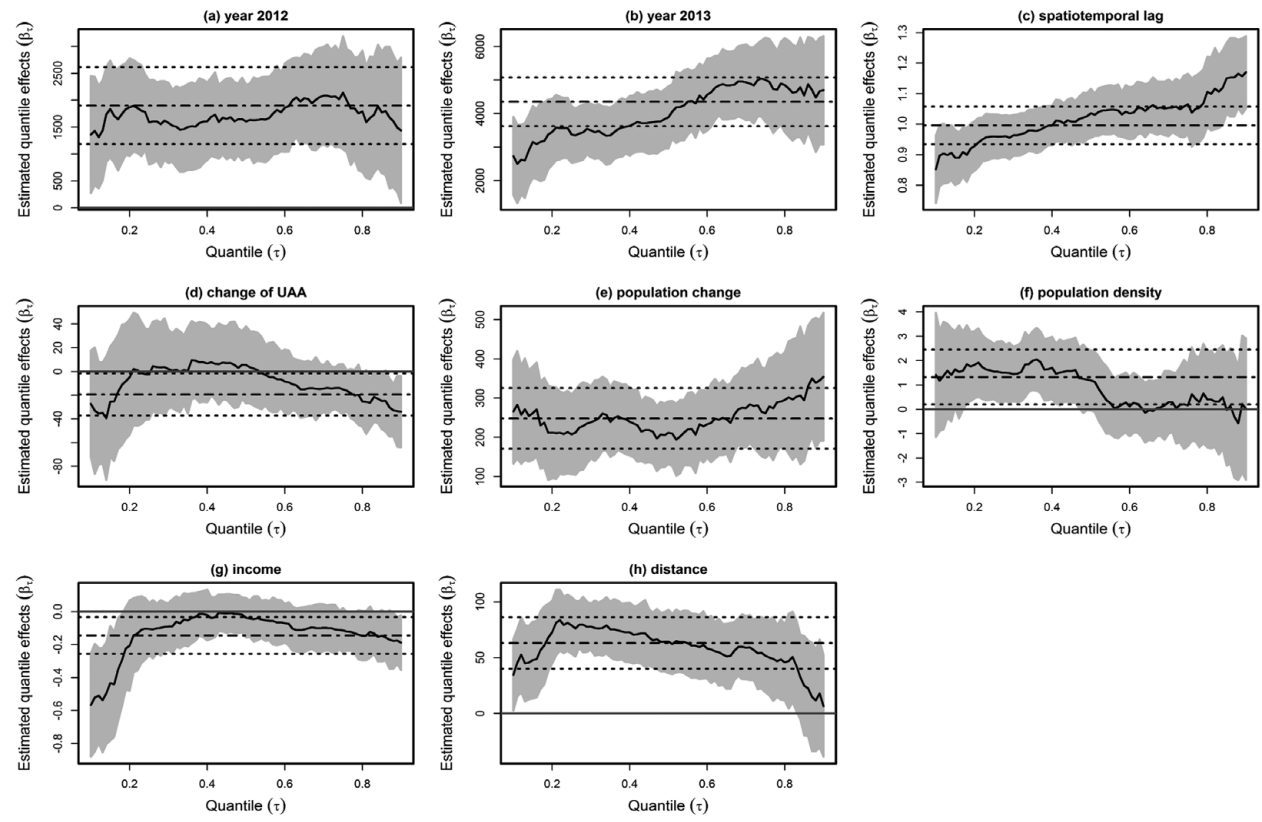 (a) year 2012
Estimated quantile effects (βτ)
2500
1500
500
0
0.2 0.4 0.6 0.8
Quantile (τ)
(b) year 2013
Estimated quantile effects (βτ)
6000
4000
2000
0.2 0.4 0.6 0.8
Quantile (τ)
(c) spatiotemporal lag
Estimated quantile effects (βτ)
1.3
1.2
1.1
1.0
0.9
0.8
0.2 0.4 0.6 0.8
Quantile (τ)
(d) change of UAA
Estimated quantile effects (βτ)
40
20
0
-40
-80
0.2 0.4 0.6 0.8
Quantile (τ)
(e) population change
Estimated quantile effects (βτ)
500
400
300
200
100
0.2 0.4 0.6 0.8
Quantile (τ)
(f) population density
Estimated quantile effects (βτ)
4
3
2
1
0
-1
-2
-3
0.2 0.4 0.6 0.8
Quantile (τ)
(g) income
Estimated quantile effects (βτ)
0.0
-0.2
-0.4
-0.6
-0.8
0.2 0.4 0.6 0.8
Quantile (τ)
(h) distance
Estimated quantile effects (βτ)
100
50
0
0.2 0.4 0.6 0.8
Quantile (τ)